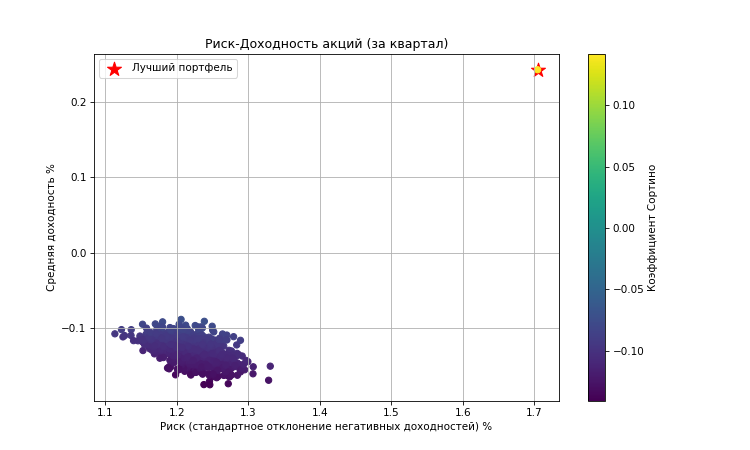 Риск-Доходность акций (за квартал)
Лучший портфель
Средняя доходность %
0.2
0.1
0.0
−0.1
1.1 1.2 1.3 1.4 1.5 1.6 1.7
Риск (стандартное отклонение негативных доходностей) %
0.10
0.05
0.00
−0.05
−0.10
Коэффициент Сортино